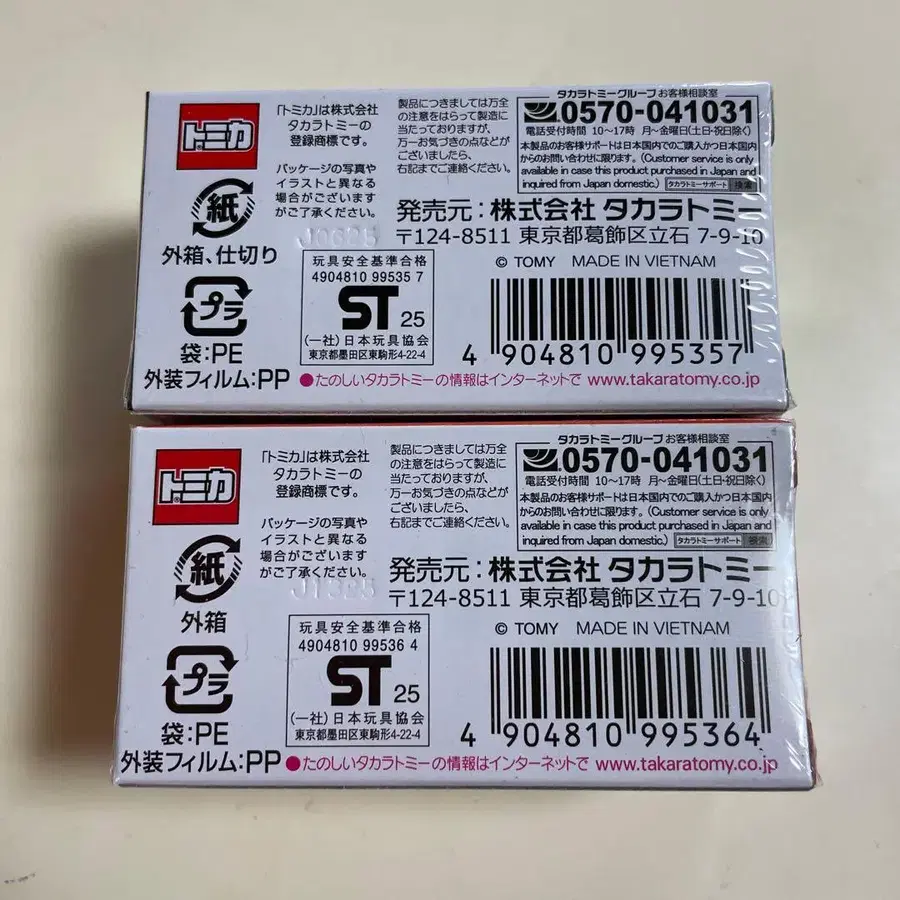 トミカ
「トミカ」は株式会社
タカラトミーの
登録商標です。
パッケージの写真や
イラストと異なる
場合がございますが
ご了承ください。
製品につきましては万全
の注意をはらって製造に
当たっておりますが、
万一お気づきの点などが
ございましたら、
右記までご連絡ください。
タカラトミーグループ お客様相談室
0570-041031
電話受付時間 10〜17時 月〜金曜日(土日・祝日除く)
本製品のお客様サポートは日本国内でのご購入かつ日本国内
からのお問い合わせに限ります。(Customer service is only
available in case this product purchased in Japan and
inquired from Japan domestic.) タカラトミーサポート 検索
発売元:株式会社 タカラトミー
〒124-8511 東京都葛飾区立石 7-9-10
紙
外箱、仕切り
J0625
プラ
袋:PE
外装フィルム:PP
玩具安全基準合格
4904810 99535 7
ST 25
(一社)日本玩具協会
東京都墨田区東駒形4-22-4
© TOMY MADE IN VIETNAM
4 904810 995357
●たのしいタカラトミーの情報はインターネットで www.takaratomy.co.jp
トミカ
「トミカ」は株式会社
タカラトミーの
登録商標です。
パッケージの写真や
イラストと異なる
場合がございますが
ご了承ください。
製品につきましては万全
の注意をはらって製造に
当たっておりますが、
万一お気づきの点などが
ございましたら、
右記までご連絡ください。
タカラトミーグループ お客様相談室
0570-041031
電話受付時間 10〜17時 月〜金曜日(土日・祝日除く)
本製品のお客様サポートは日本国内でのご購入かつ日本国内
からのお問い合わせに限ります。(Customer service is only
available in case this product purchased in Japan and
inquired from Japan domestic.) タカラトミーサポート 検索
発売元:株式会社 タカラトミー
〒124-8511 東京都葛飾区立石 7-9-10
紙
外箱
プラ
袋:PE
外装フィルム:PP
玩具安全基準合格
4904810 99536 4
ST 25
(一社)日本玩具協会
東京都墨田区東駒形4-22-4
© TOMY MADE IN VIETNAM
4 904810 995364
●たのしいタカラトミーの情報はインターネットで www.takaratomy.co.jp